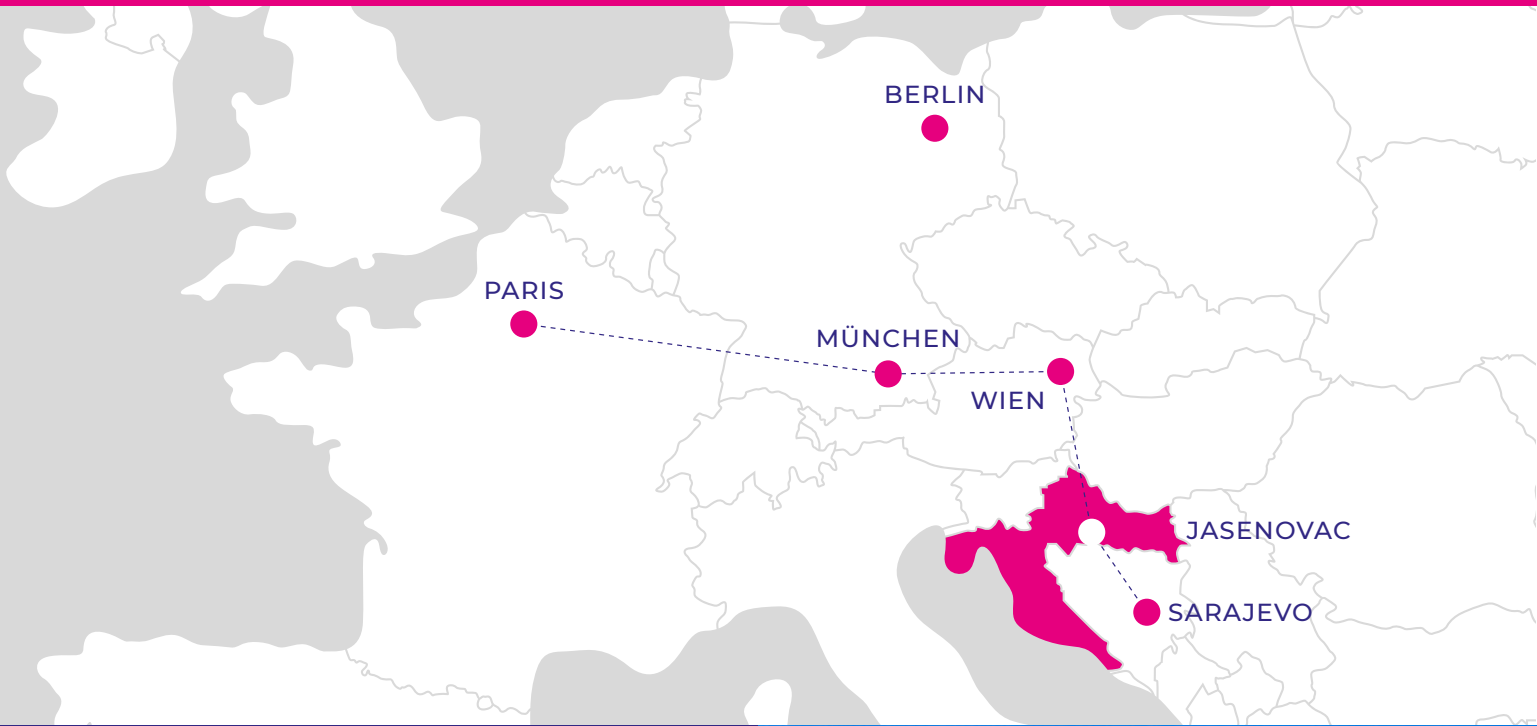 BERLIN
PARIS
MÜNCHEN
WIEN
JASENOVAC
SARAJEVO